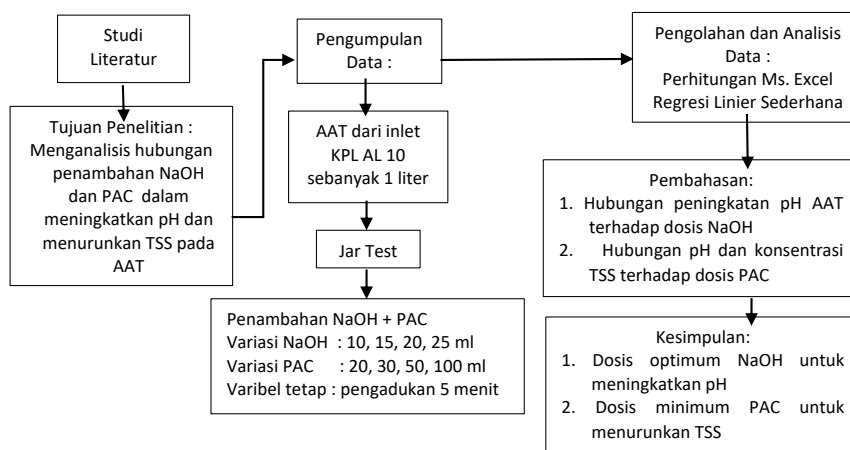 Studi
Literatur
Tujuan Penelitian :
Menganalisis hubungan
penambahan NaOH
dan PAC dalam
meningkatkan pH dan
menurunkan TSS pada
AAT
Pengumpulan
Data :
AAT dari inlet
KPL AL 10
sebanyak 1 liter
Jar Test
Penambahan NaOH + PAC
Variasi NaOH : 10, 15, 20, 25 ml
Variasi PAC : 20, 30, 50, 100 ml
Varibel tetap : pengadukan 5 menit
Pengolahan dan Analisis
Data :
Perhitungan Ms. Excel
Regresi Linier Sederhana
Pembahasan:
1. Hubungan peningkatan pH AAT
terhadap dosis NaOH
2. Hubungan pH dan konsentrasi
TSS terhadap dosis PAC
Kesimpulan:
1. Dosis optimum NaOH untuk
meningkatkan pH
2. Dosis minimum PAC untuk
menurunkan TSS